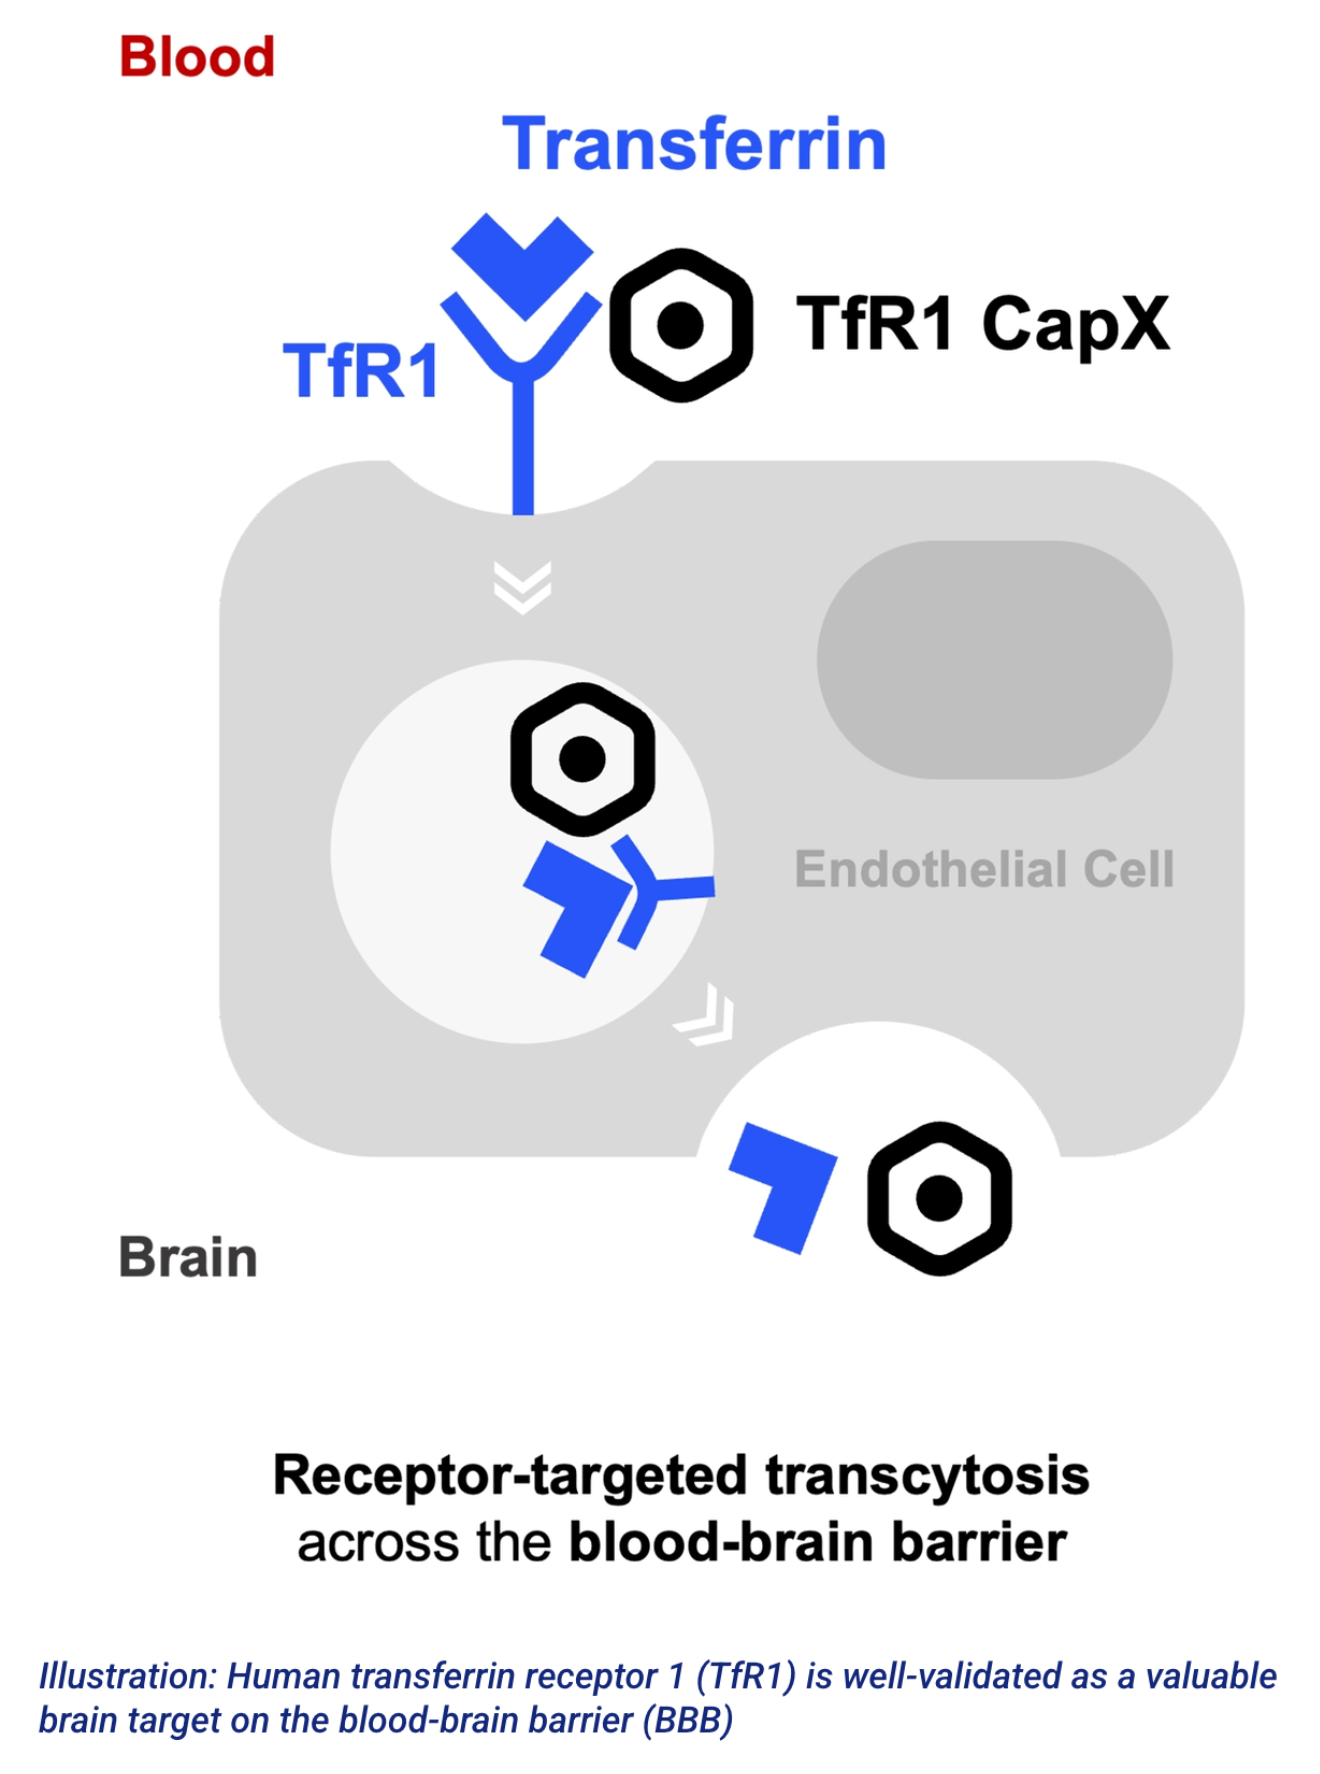 Blood
Transferrin
TfR1 CapX
TfR1
Endothelial Cell
Brain
Receptor-targeted transcytosis
across the blood-brain barrier
Illustration: Human transferrin receptor 1 (TfR1) is well-validated as a valuable
brain target on the blood-brain barrier (BBB)